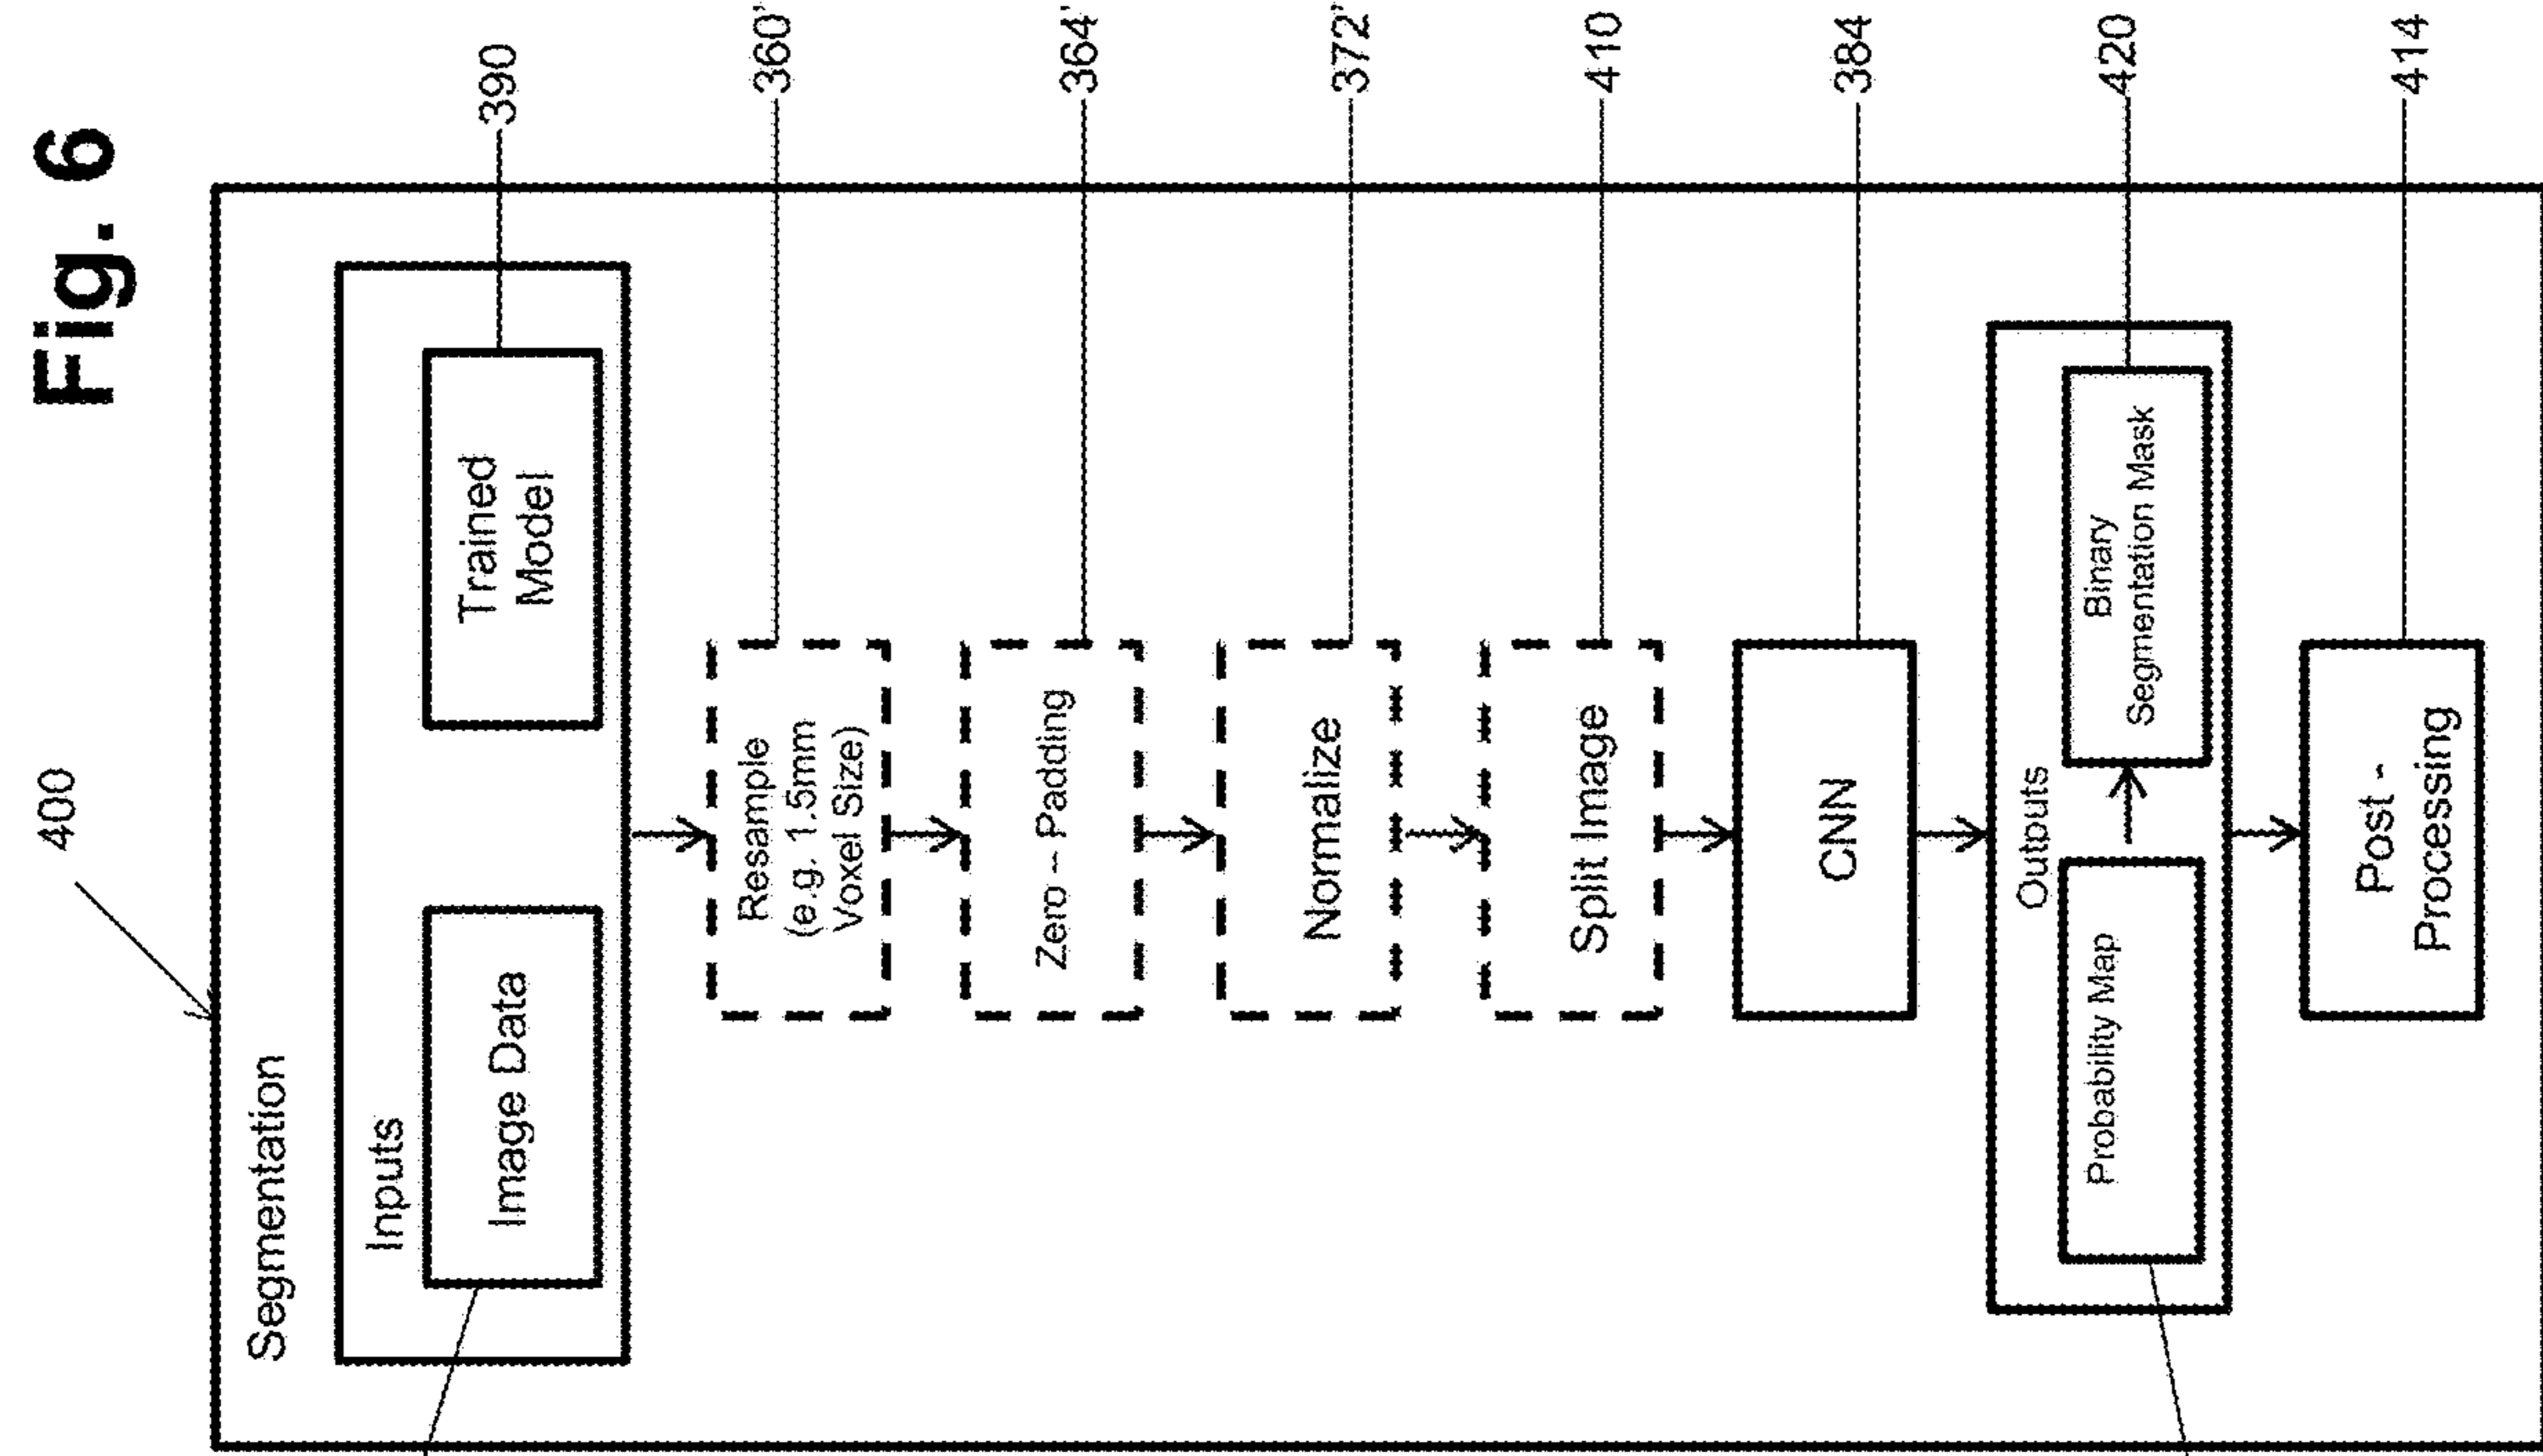 Fig. 6
400
Segmentation
Inputs
Image Data
Trained
Model
390
Resample
(e.g. 1.5mm
Voxel Size)
360'
Zero – Padding
364'
Normalize
372'
Split Image
410
CNN
384
Outputs
Probability Map
Binary
Segmentation Mask
420
Post -
Processing
414